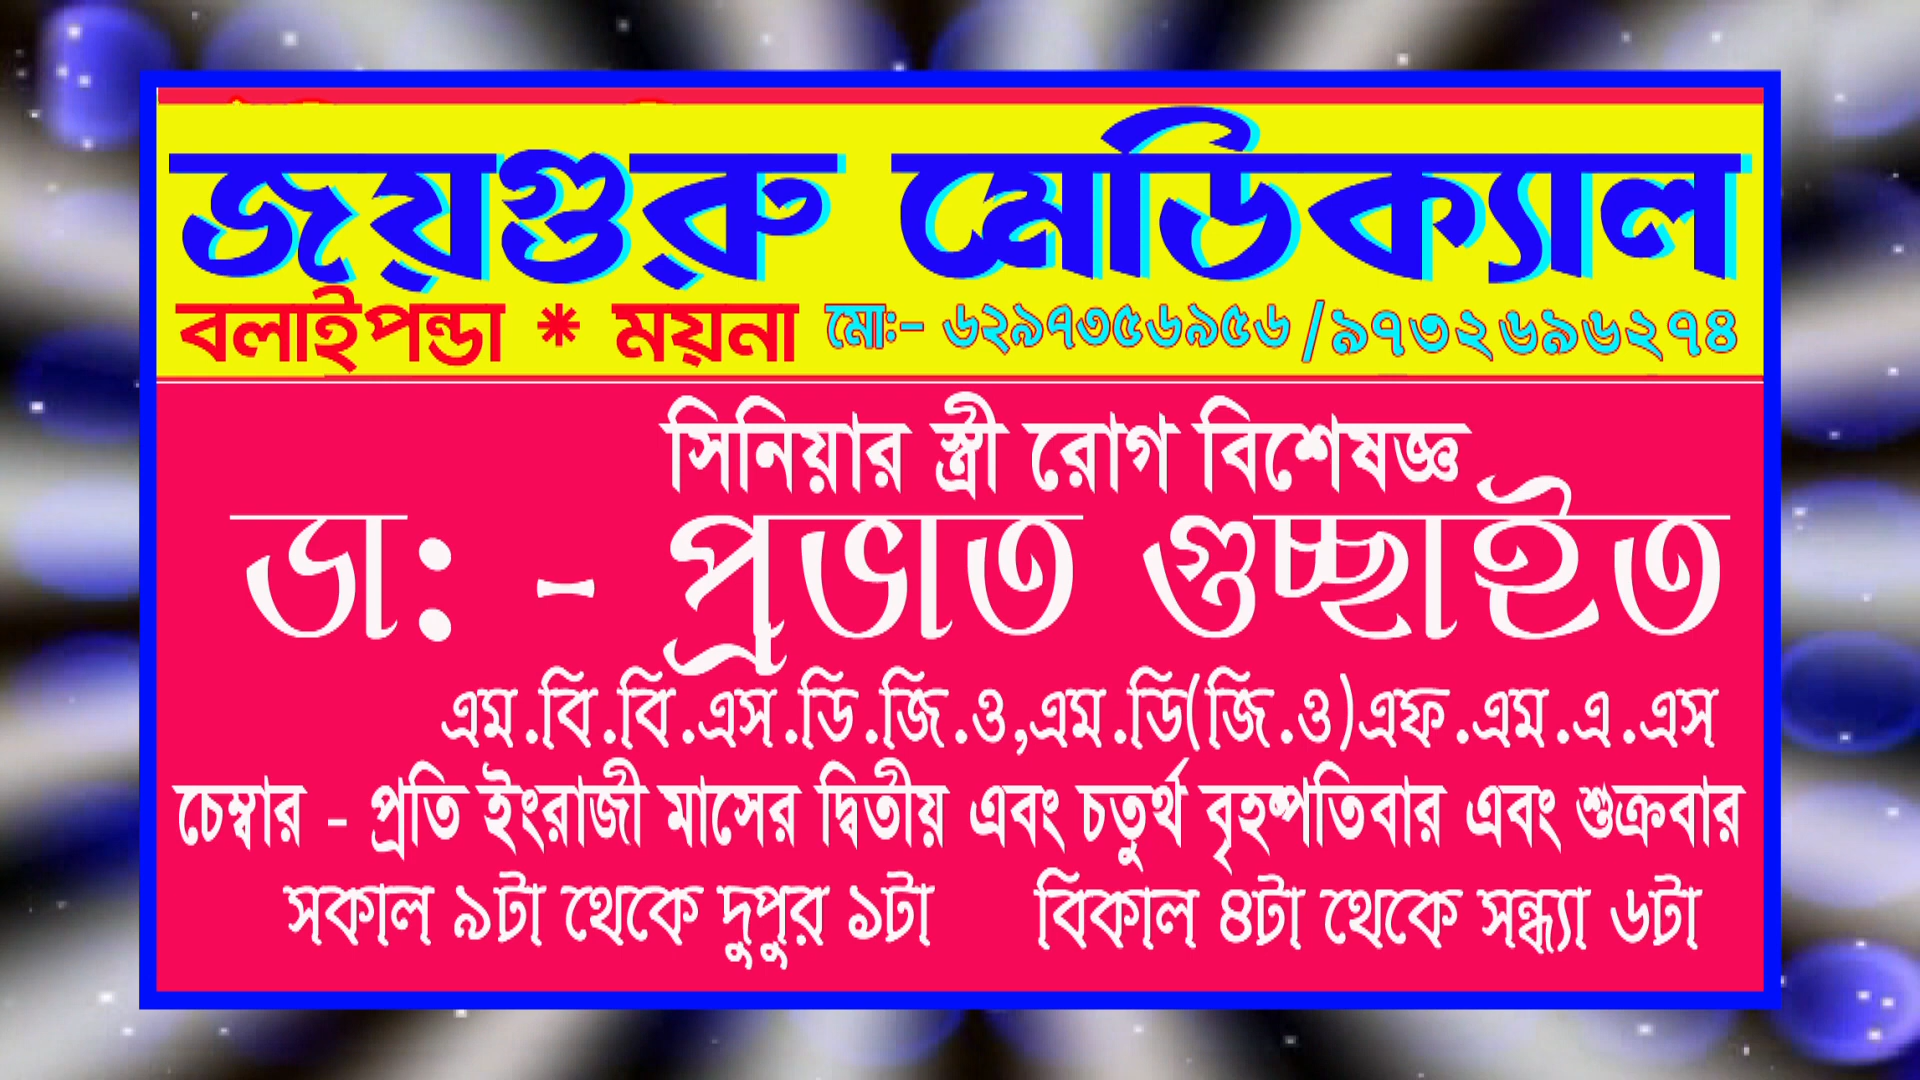 জয়গুরু মেডিক্যাল
বলাইপন্ডা * ময়না মো:- ৬২৯৭৩৫৬৯৫৬ /৯৭৩২৬৯৬২৭৪
সিনিয়ার স্ত্রী রোগ বিশেষজ্ঞ
ডা: - প্রভাত গুচ্ছাইত
এম.বি.বি.এস.ডি.জি.ও,এম.ডি(জি.ও)এফ.এম.এ.এস
চেম্বার - প্রতি ইংরাজী মাসের দ্বিতীয় এবং চতুর্থ বৃহষ্পতিবার এবং শুক্রবার
সকাল ৯টা থেকে দুপুর ১টা বিকাল ৪টা থেকে সন্ধ্যা ৬টা